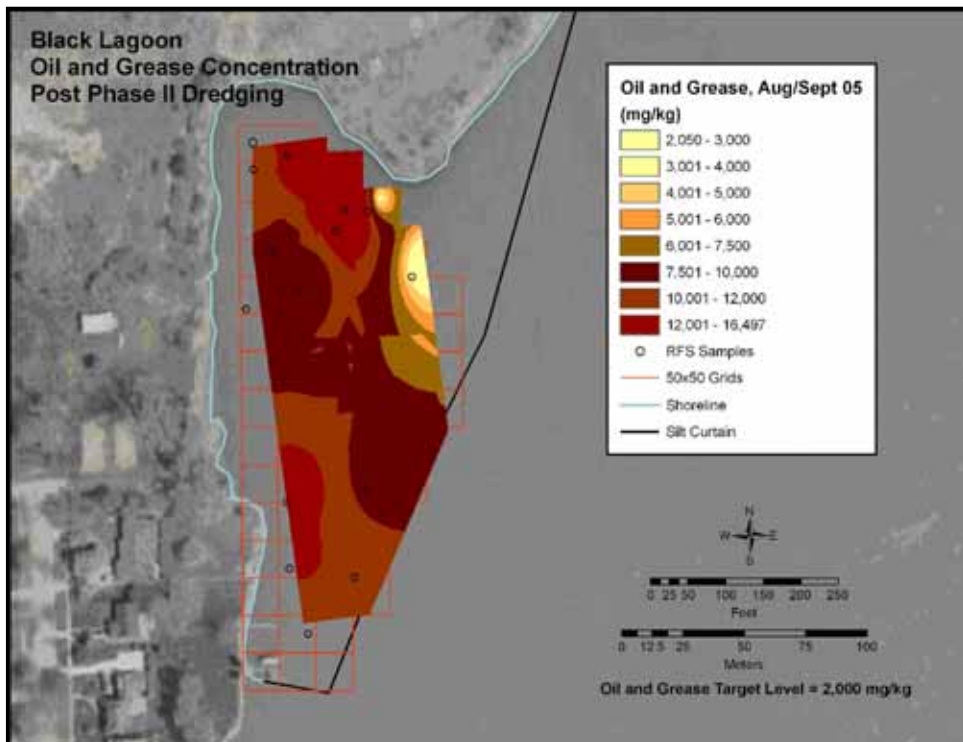 Black Lagoon
Oil and Grease Concentration
Post Phase II Dredging
Oil and Grease, Aug/Sept 05
(mg/kg)
2,050 - 3,000
3,001 - 4,000
4,001 - 5,000
5,001 - 6,000
6,001 - 7,500
7,501 - 10,000
10,001 - 12,000
12,001 - 16,497
RFS Samples
50x50 Grids
Shoreline
Silt Curtain
N
W E
S
0 25 50 100 150 200 250
Feet
0 12.5 25 50 75 100
Meters
Oil and Grease Target Level = 2,000 mg/kg